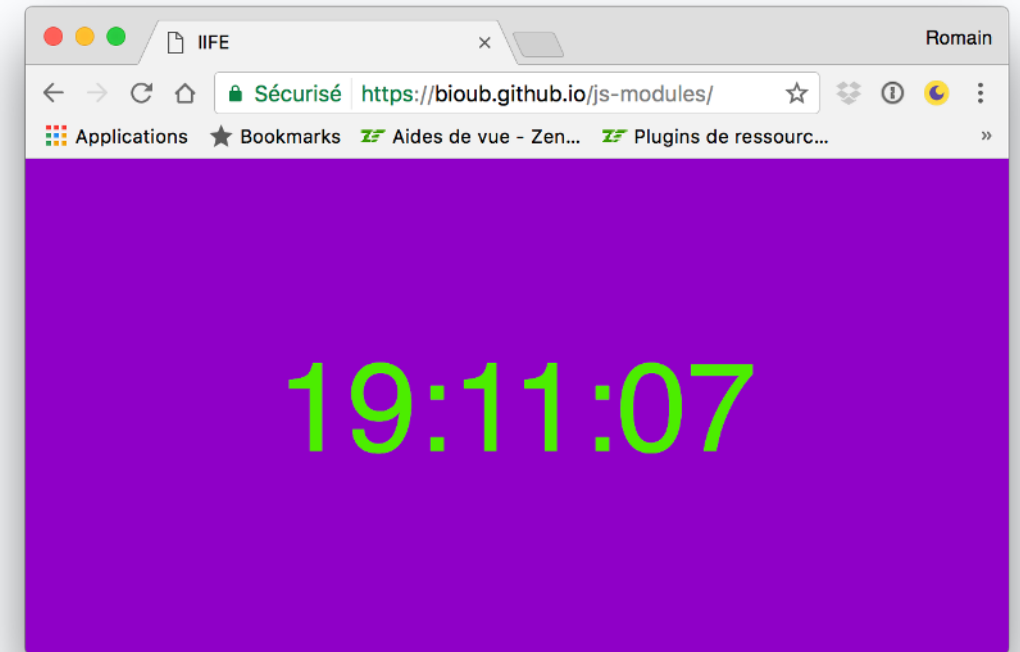 IIFE
Romain
Sécurisé https://bioub.github.io/js-modules/
Applications Bookmarks Aides de vue - Zen... Plugins de ressourc... »
19:11:07